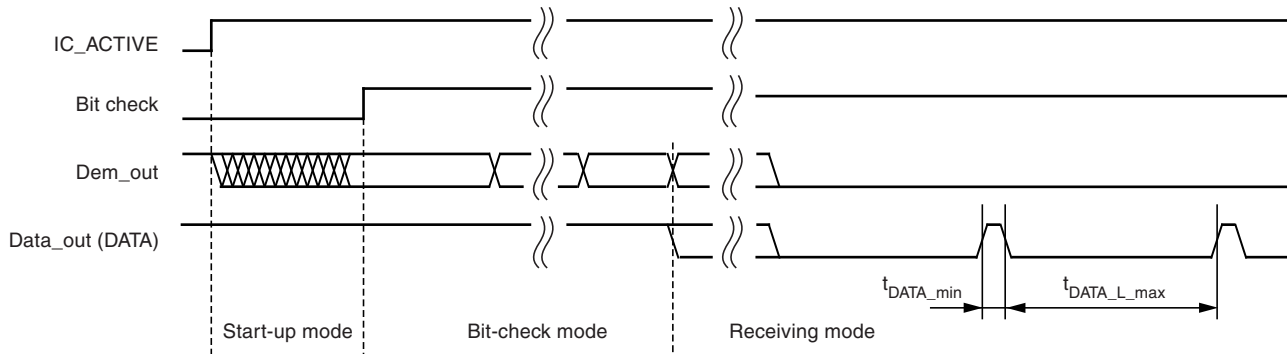 IC_ACTIVE
Bit check
Dem_out
Data_out (DATA)
tDATA_min
tDATA_L_max
Start-up mode
Bit-check mode
Receiving mode